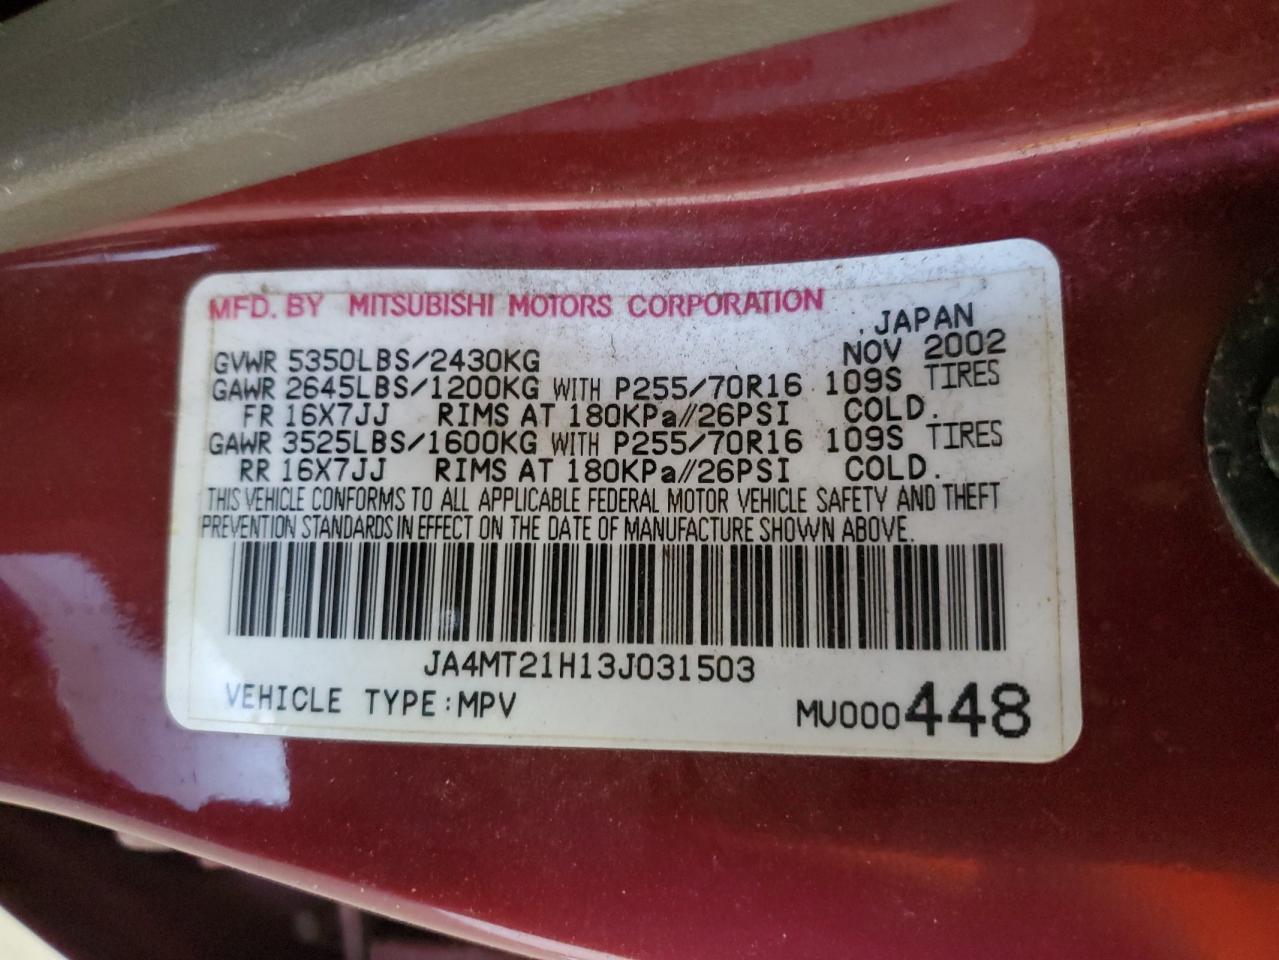 MFD. BY MITSUBISHI MOTORS CORPORATION
, JAPAN
GVWR 5350LBS/2430KG NOV 2002
GAWR 2645LBS/1200KG WITH P255/70R16 109S TIRES
FR 16X7JJ RIMS AT 180KPa//26PSI COLD.
GAWR 3525LBS/1600KG WITH P255/70R16 109S TIRES
RR 16X7JJ RIMS AT 180KPa//26PSI COLD.
THIS VEHICLE CONFORMS TO ALL APPLICABLE FEDERAL MOTOR VEHICLE SAFETY AND THEFT
PREVENTION STANDARDS IN EFFECT ON THE DATE OF MANUFACTURE SHOWN ABOVE.
JA4MT21H13J031503
VEHICLE TYPE:MPV MU000448